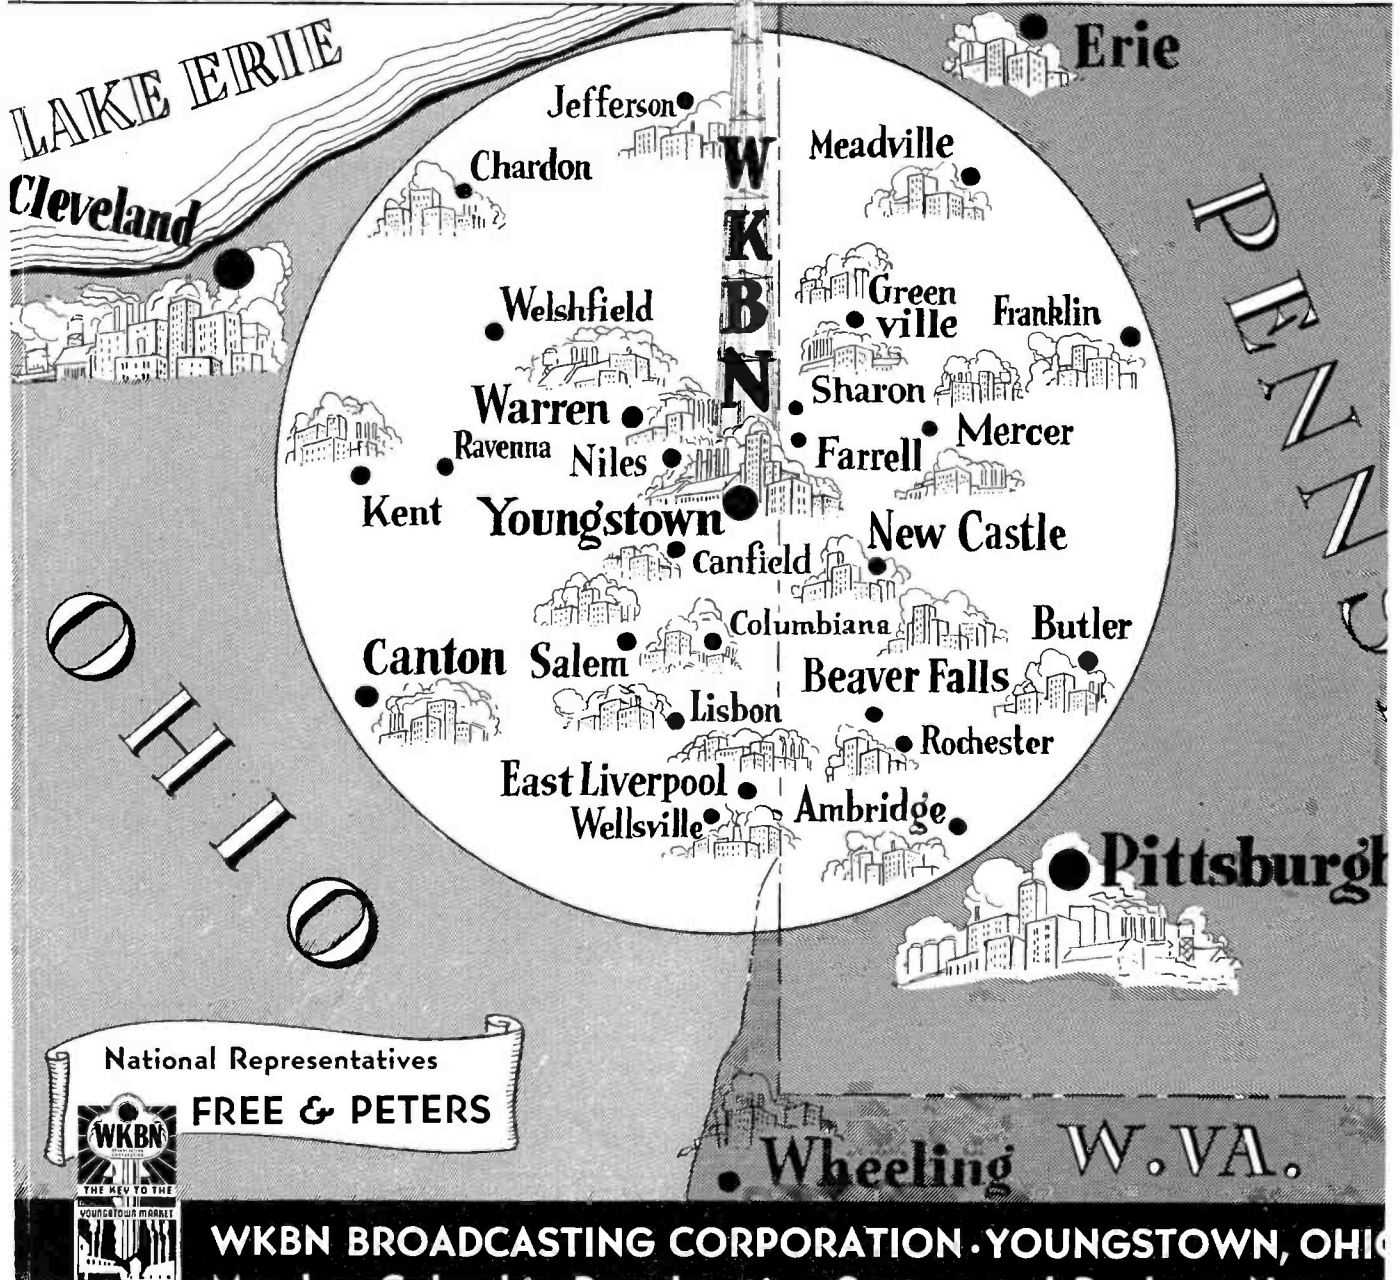 LAKE ERIE
Erie
Jefferson
Chardon
Meadville
Cleveland
WKBN
Welshfield
Green
ville
Franklin
Warren
Sharon
Ravenna
Niles
Farrell
Mercer
Kent
Youngstown
New Castle
Canfield
Columbiana
Butler
Canton
Salem
Beaver Falls
Lisbon
Rochester
East Liverpool
Wellsville
Ambridge
Pittsburgh
PENNS
OHIO
National Representatives
FREE & PETERS
WKBN
THE KEY TO THE
YOUNGSTOWN MARKET
Wheeling
W.VA.
WKBN BROADCASTING CORPORATION · YOUNGSTOWN, OHIO